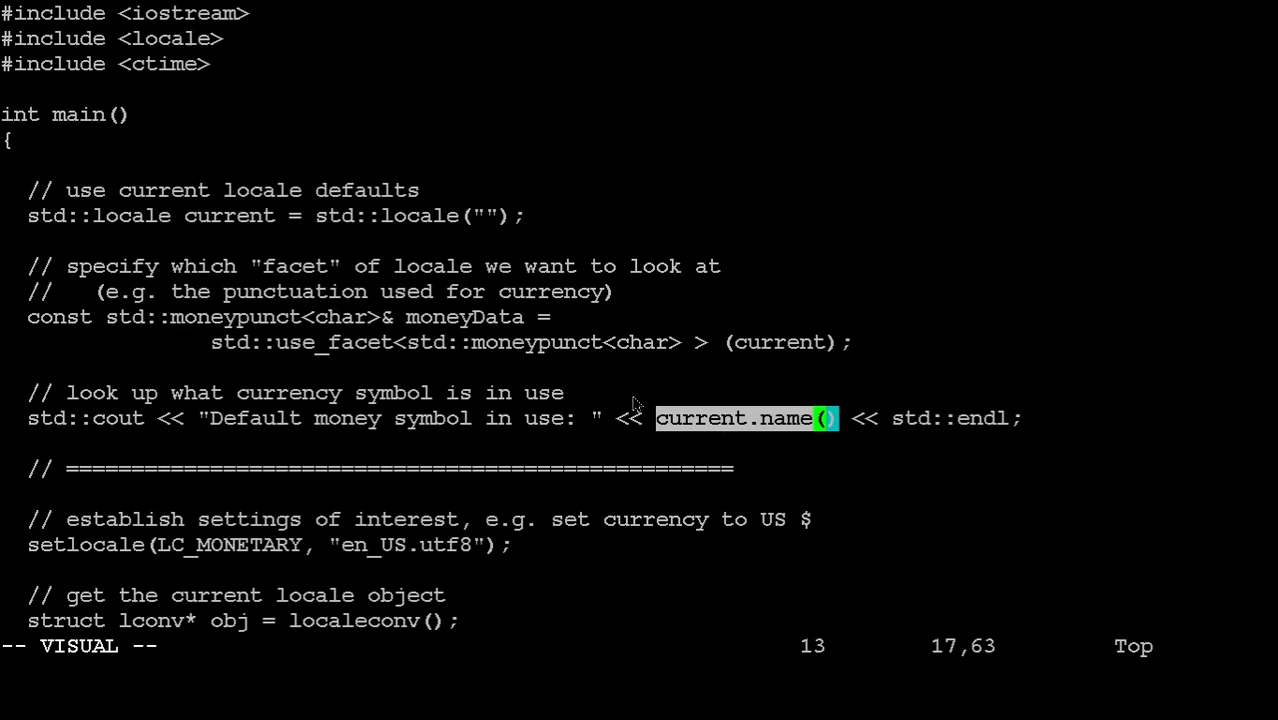 #include <iostream>
#include <locale>
#include <ctime>
int main()
{
// use current locale defaults
std::locale current = std::locale("");
// specify which "facet" of locale we want to look at
//   (e.g. the punctuation used for currency)
const std::moneypunct<char>& moneyData =
std::use_facet<std::moneypunct<char> > (current);
// look up what currency symbol is in use
std::cout << "Default money symbol in use: " << current.name() << std::endl;
// ===================================================
// establish settings of interest, e.g. set currency to US $
setlocale(LC_MONETARY, "en_US.utf8");
// get the current locale object
struct lconv* obj = localeconv();
-- VISUAL -- 13 17,63 Top